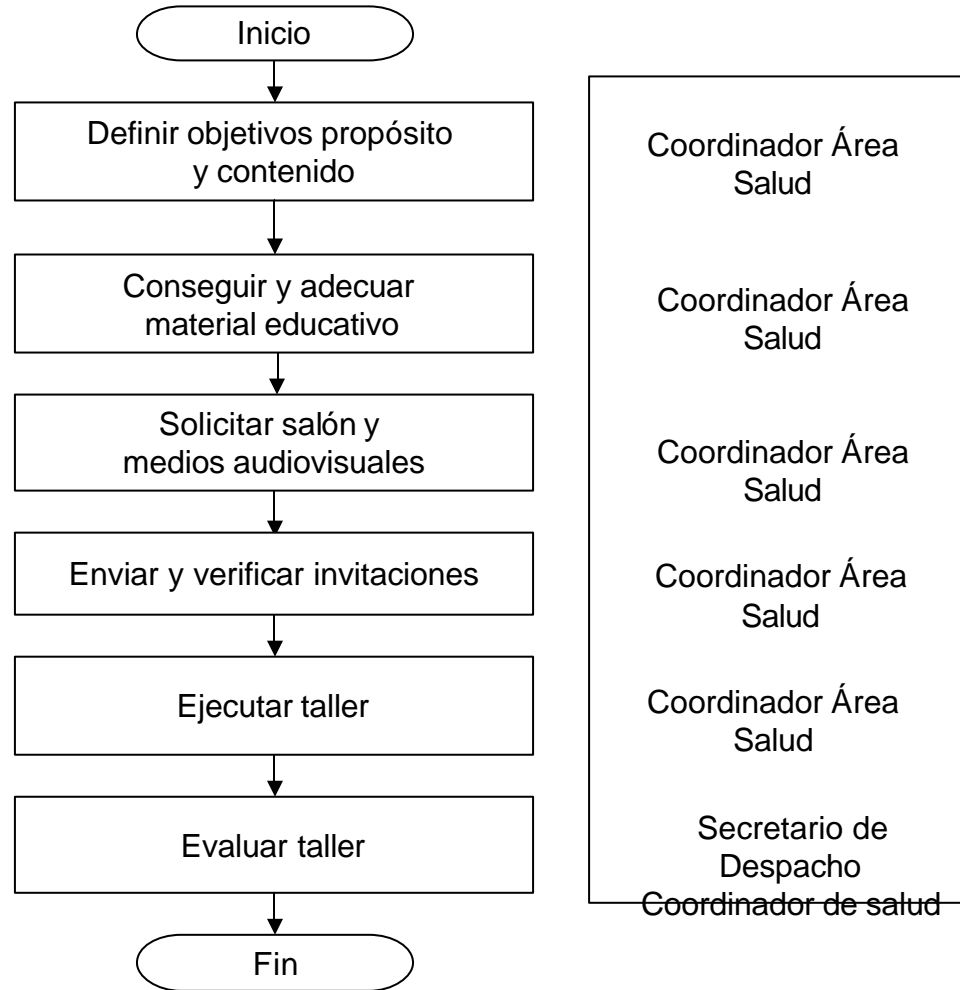 Inicio
Definir objetivos propósito
y contenido
Coordinador Área
Salud
Conseguir y adecuar
material educativo
Coordinador Área
Salud
Solicitar salón y
medios audiovisuales
Coordinador Área
Salud
Enviar y verificar invitaciones
Coordinador Área
Salud
Ejecutar taller
Coordinador Área
Salud
Evaluar taller
Secretario de
Despacho
Coordinador de salud
Fin